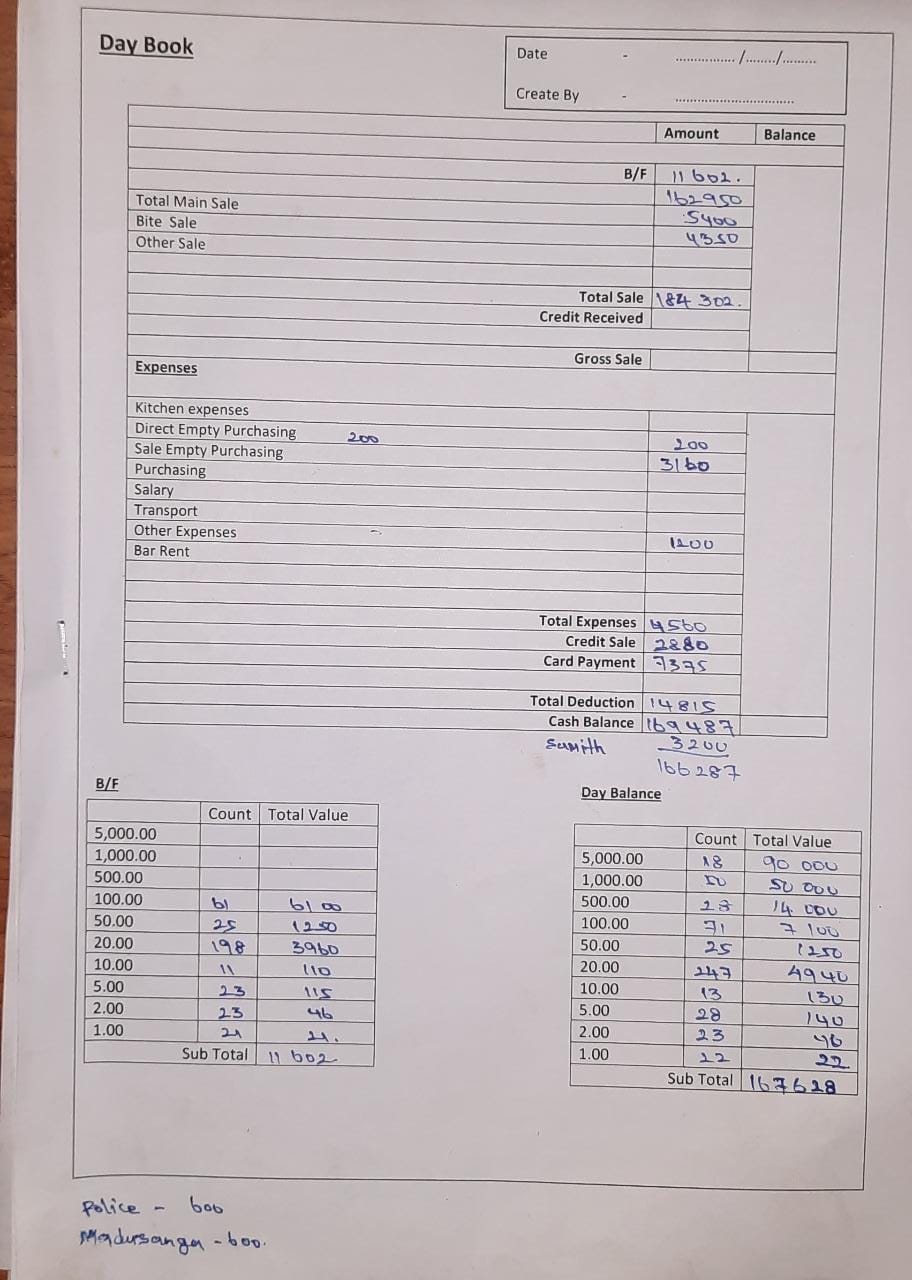 Day Book
Date - ................ /......../.........
Create By - ................................
Amount Balance
B/F 11602.
Total Main Sale 162950
Bite Sale 5400
Other Sale 4350
Total Sale 184 302.
Credit Received
Gross Sale
Expenses
Kitchen expenses
Direct Empty Purchasing 200 200
Sale Empty Purchasing 3160
Purchasing
Salary
Transport
Other Expenses - 1200
Bar Rent
Total Expenses 4560
Credit Sale 2880
Card Payment 7375
Total Deduction 14815
Cash Balance 169487
Sumith 3200
166287
B/F
Count Total Value
5,000.00
1,000.00
500.00
100.00 61 6100
50.00 25 1250
20.00 198 3960
10.00 11 110
5.00 23 115
2.00 23 46
1.00 21 21.
Sub Total 11 602
Day Balance
Count Total Value
5,000.00 18 90 000
1,000.00 50 50 000
500.00 28 14 000
100.00 71 7 100
50.00 25 1250
20.00 247 4940
10.00 13 130
5.00 28 140
2.00 23 46
1.00 22 22
Sub Total 167628
Police - 600
Madusanga - 600.